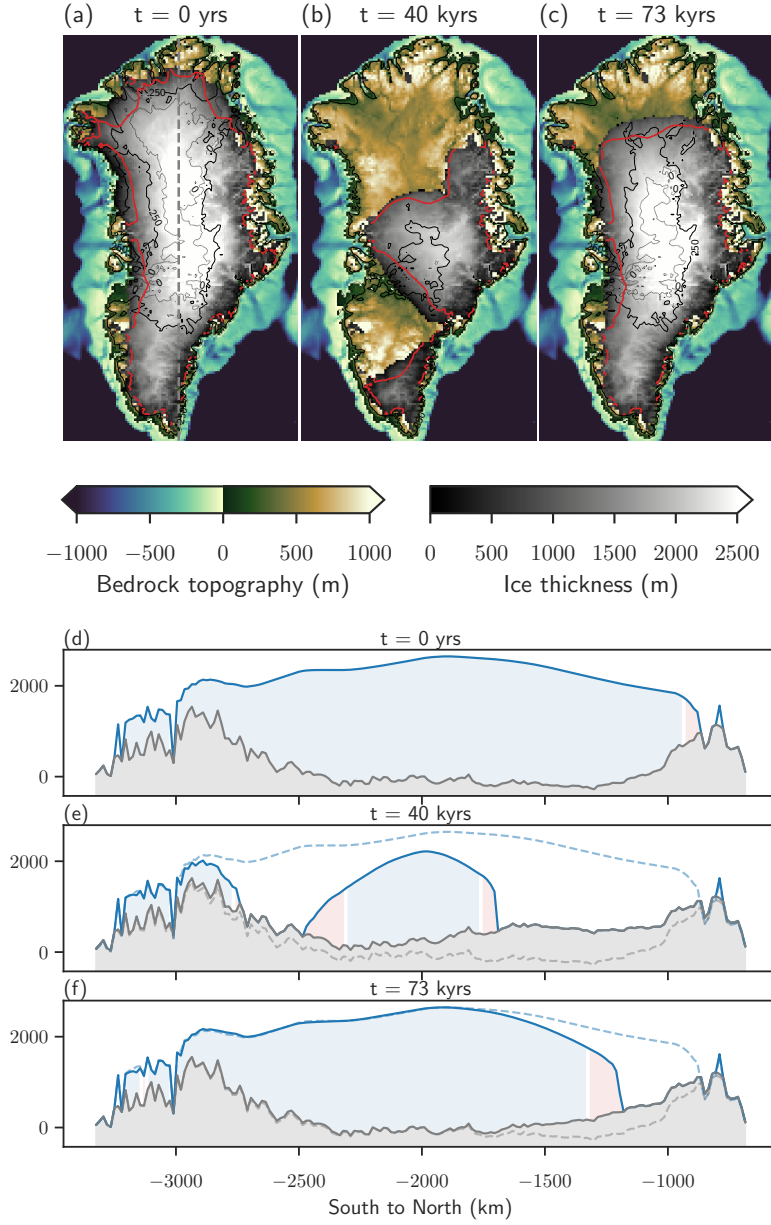 (a) t = 0 yrs (b) t = 40 kyrs (c) t = 73 kyrs
250
250
250
−1000 −500 0 500 1000
Bedrock topography (m)
0 500 1000 1500 2000 2500
Ice thickness (m)
(d) t = 0 yrs
2000
0
(e) t = 40 kyrs
2000
0
(f) t = 73 kyrs
2000
0
−3000 −2500 −2000 −1500 −1000
South to North (km)